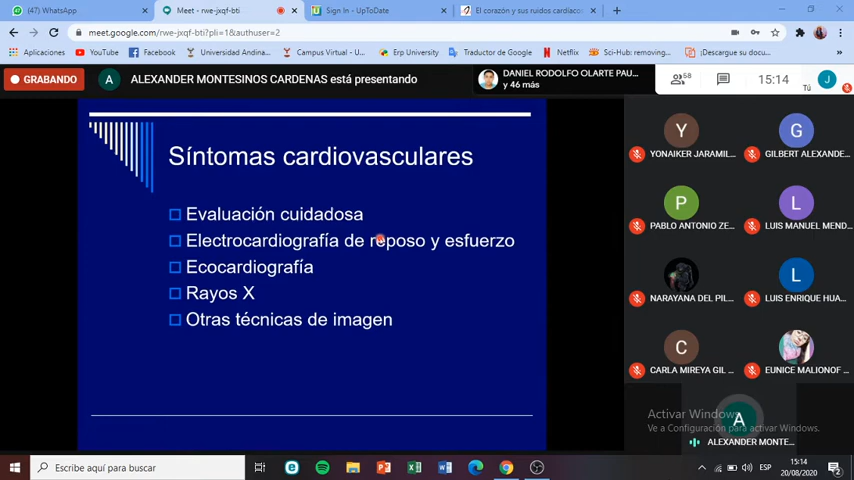 (47) WhatsApp
Meet - rwe-jxqf-bti
Sign In - UpToDate
El corazón y sus ruidos cardíaco
meet.google.com/rwe-jxqf-bti?pli=1&authuser=2
Aplicaciones
YouTube
Facebook
Universidad Andina...
Campus Virtual - U...
Erp University
Traductor de Google
Netflix
Sci-Hub: removing...
¡Descargue su docu...
GRABANDO
A
ALEXANDER MONTESINOS CARDENAS está presentando
DANIEL RODOLFO OLARTE PAU...
y 46 más
58
15:14
J
Tú
Síntomas cardiovasculares
Evaluación cuidadosa
Electrocardiografía de reposo y esfuerzo
Ecocardiografía
Rayos X
Otras técnicas de imagen
Y
G
YONAIKER JARAMIL...
GILBERT ALEXANDE...
P
L
PABLO ANTONIO ZE...
LUIS MANUEL MEND...
L
NARAYANA DEL PIL...
LUIS ENRIQUE HUA...
C
CARLA MIREYA GIL ...
EUNICE MALIONOF ...
Activar Windows
A
Ve a Configuración para activar Windows.
ALEXANDER MONTE...
Escribe aquí para buscar
ESP
15:14
20/08/2020
2